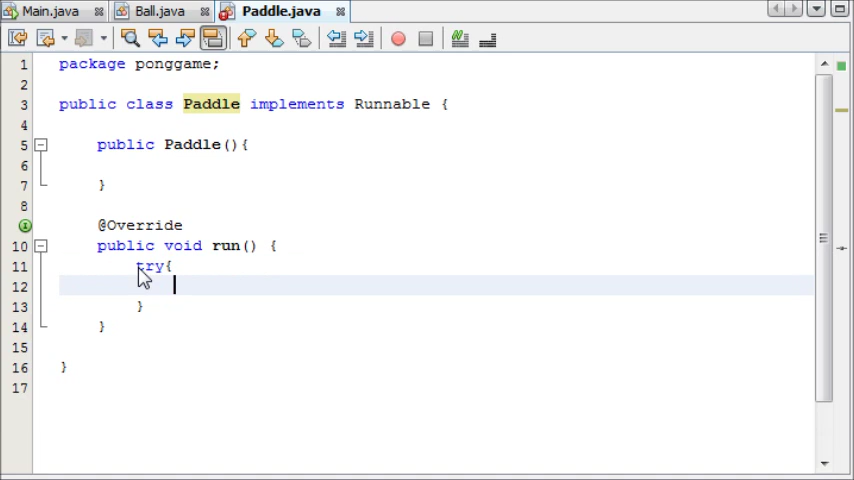 Main.java Ball.java Paddle.java
1 package ponggame;
2
3 public class Paddle implements Runnable {
4
5 public Paddle(){
6
7 }
8
@Override
10 public void run() {
11 try{
12
13 }
14 }
15
16 }
17